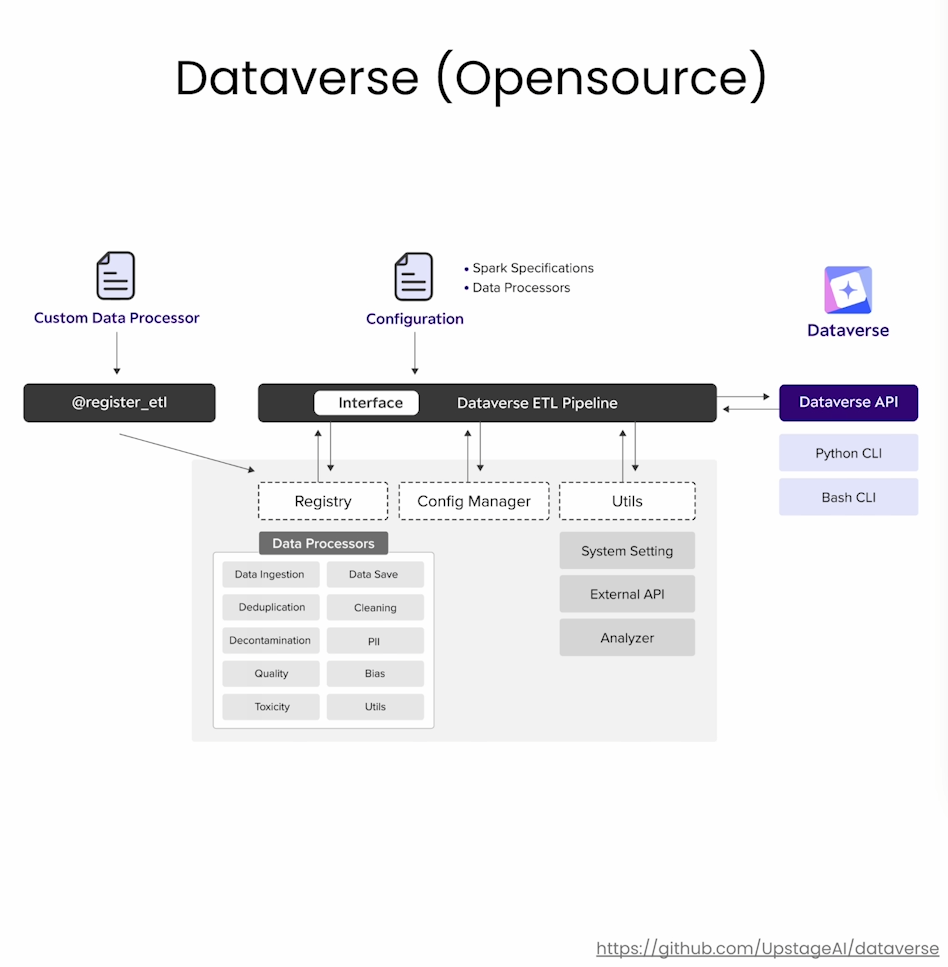 Dataverse (Opensource)
• Spark Specifications
• Data Processors
Custom Data Processor
Configuration
Dataverse
@register_etl
Interface
Dataverse ETL Pipeline
Dataverse API
Python CLI
Bash CLI
Registry
Config Manager
Utils
Data Processors
Data Ingestion
Data Save
Deduplication
Cleaning
Decontamination
PII
Quality
Bias
Toxicity
Utils
System Setting
External API
Analyzer
https://github.com/UpstageAI/dataverse